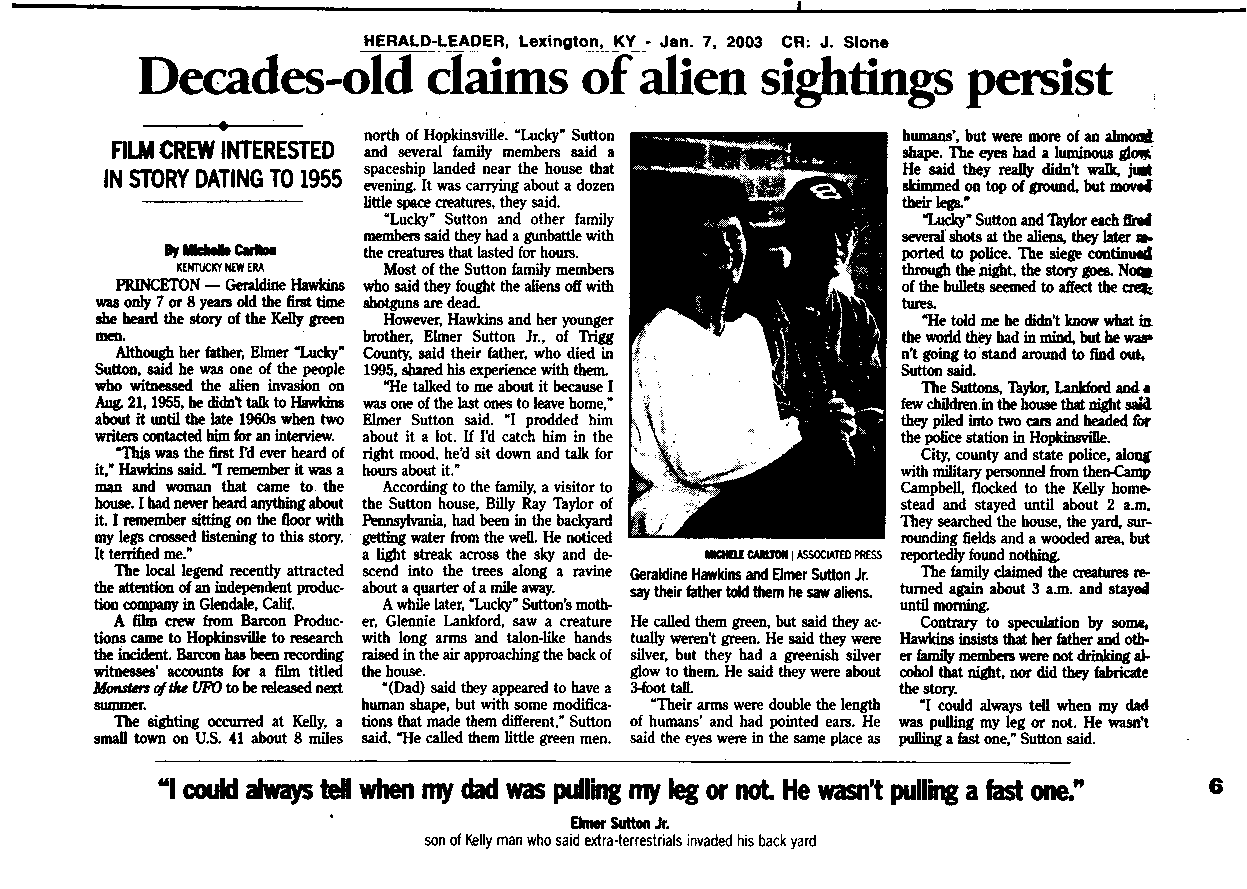 HERALD-LEADER, Lexington, KY - Jan. 7, 2003 CR: J. Slone
Decades-old claims of alien sightings persist
FILM CREW INTERESTED
IN STORY DATING TO 1955
By Michelle Carlton
KENTUCKY NEW ERA
PRINCETON — Geraldine Hawkins
was only 7 or 8 years old the first time
she heard the story of the Kelly green
men.
Although her father, Elmer "Lucky"
Sutton, said he was one of the people
who witnessed the alien invasion on
Aug. 21, 1955, he didn't talk to Hawkins
about it until the late 1960s when two
writers contacted him for an interview.
"This was the first I'd ever heard of
it," Hawkins said. "I remember it was a
man and woman that came to the
house. I had never heard anything about
it. I remember sitting on the floor with
my legs crossed listening to this story.
It terrified me."
The local legend recently attracted
the attention of an independent produc-
tion company in Glendale, Calif.
A film crew from Barcon Produc-
tions came to Hopkinsville to research
the incident. Barcon has been recording
witnesses' accounts for a film titled
Monsters of the UFO to be released next
summer.
The sighting occurred at Kelly, a
small town on U.S. 41 about 8 miles
north of Hopkinsville. "Lucky" Sutton
and several family members said a
spaceship landed near the house that
evening. It was carrying about a dozen
little space creatures, they said.
"Lucky" Sutton and other family
members said they had a gunbattle with
the creatures that lasted for hours.
Most of the Sutton family members
who said they fought the aliens off with
shotguns are dead.
However, Hawkins and her younger
brother, Elmer Sutton Jr., of Trigg
County, said their father, who died in
1995, shared his experience with them.
"He talked to me about it because I
was one of the last ones to leave home,"
Elmer Sutton said. "I prodded him
about it a lot. If I'd catch him in the
right mood, he'd sit down and talk for
hours about it."
According to the family, a visitor to
the Sutton house, Billy Ray Taylor of
Pennsylvania, had been in the backyard
getting water from the well. He noticed
a light streak across the sky and de-
scend into the trees along a ravine
about a quarter of a mile away.
A while later, "Lucky" Sutton's moth-
er, Glennie Lankford, saw a creature
with long arms and talon-like hands
raised in the air approaching the back of
the house.
"(Dad) said they appeared to have a
human shape, but with some modifica-
tions that made them different," Sutton
said. "He called them little green men.
MICHELE CARLTON | ASSOCIATED PRESS
Geraldine Hawkins and Elmer Sutton Jr.
say their father told them he saw aliens.
He called them green, but said they ac-
tually weren't green. He said they were
silver, but they had a greenish silver
glow to them. He said they were about
3-foot tall.
"Their arms were double the length
of humans' and had pointed ears. He
said the eyes were in the same place as
humans', but were more of an almond
shape. The eyes had a luminous glow.
He said they really didn't walk, just
skimmed on top of ground, but moved
their legs."
"Lucky" Sutton and Taylor each fired
several shots at the aliens, they later re-
ported to police. The siege continued
through the night, the story goes. None
of the bullets seemed to affect the crea-
tures.
"He told me he didn't know what in
the world they had in mind, but he was-
n't going to stand around to find out,
Sutton said.
The Suttons, Taylor, Lankford and a
few children in the house that night said
they piled into two cars and headed for
the police station in Hopkinsville.
City, county and state police, along
with military personnel from then-Camp
Campbell, flocked to the Kelly home-
stead and stayed until about 2 a.m.
They searched the house, the yard, sur-
rounding fields and a wooded area, but
reportedly found nothing.
The family claimed the creatures re-
turned again about 3 a.m. and stayed
until morning.
Contrary to speculation by some,
Hawkins insists that her father and oth-
er family members were not drinking al-
cohol that night, nor did they fabricate
the story.
"I could always tell when my dad
was pulling my leg or not. He wasn't
pulling a fast one," Sutton said.
"I could always tell when my dad was pulling my leg or not. He wasn't pulling a fast one."
Elmer Sutton Jr.
son of Kelly man who said extra-terrestrials invaded his back yard
6